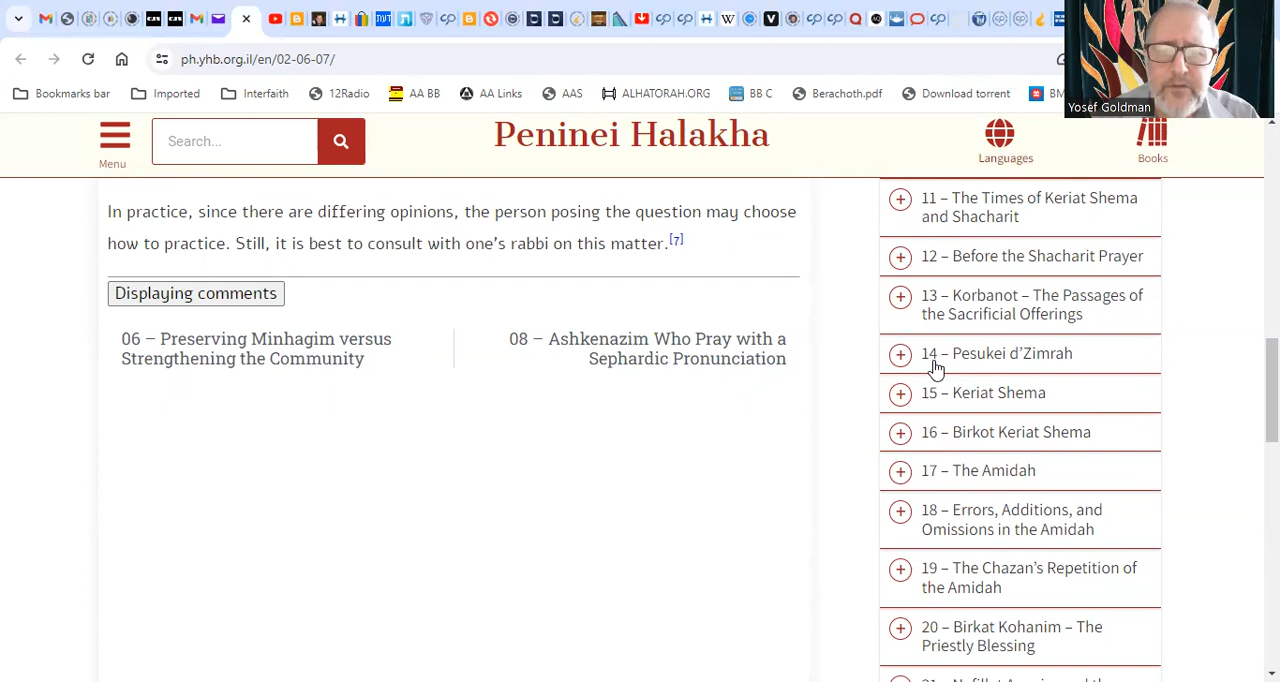 ph.yhb.org.il/en/02-06-07/
Bookmarks bar
Imported
Interfaith
12Radio
AA BB
AA Links
AAS
ALHATORAH.ORG
BB C
Berachoth.pdf
Download torrent
Yosef Goldman
Menu
Search...
Peninei Halakha
Languages
Books
In practice, since there are differing opinions, the person posing the question may choose
how to practice. Still, it is best to consult with one's rabbi on this matter.[7]
Displaying comments
06 – Preserving Minhagim versus
Strengthening the Community
08 – Ashkenazim Who Pray with a
Sephardic Pronunciation
11 – The Times of Keriat Shema
and Shacharit
12 – Before the Shacharit Prayer
13 – Korbanot – The Passages of
the Sacrificial Offerings
14 – Pesukei d'Zimrah
15 – Keriat Shema
16 – Birkot Keriat Shema
17 – The Amidah
18 – Errors, Additions, and
Omissions in the Amidah
19 – The Chazan's Repetition of
the Amidah
20 – Birkat Kohanim – The
Priestly Blessing